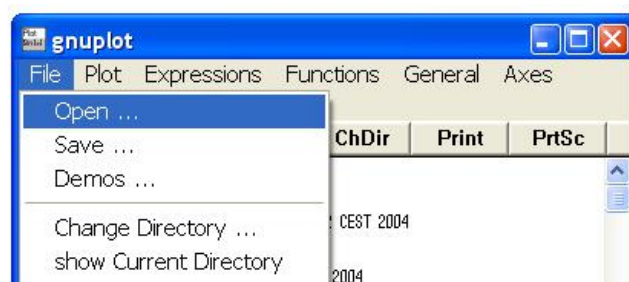 gnuplot
File Plot Expressions Functions General Axes
Open ...
ChDir Print PrtSc
Save ...
Demos ...
CEST 2004
Change Directory ...
show Current Directory
2004